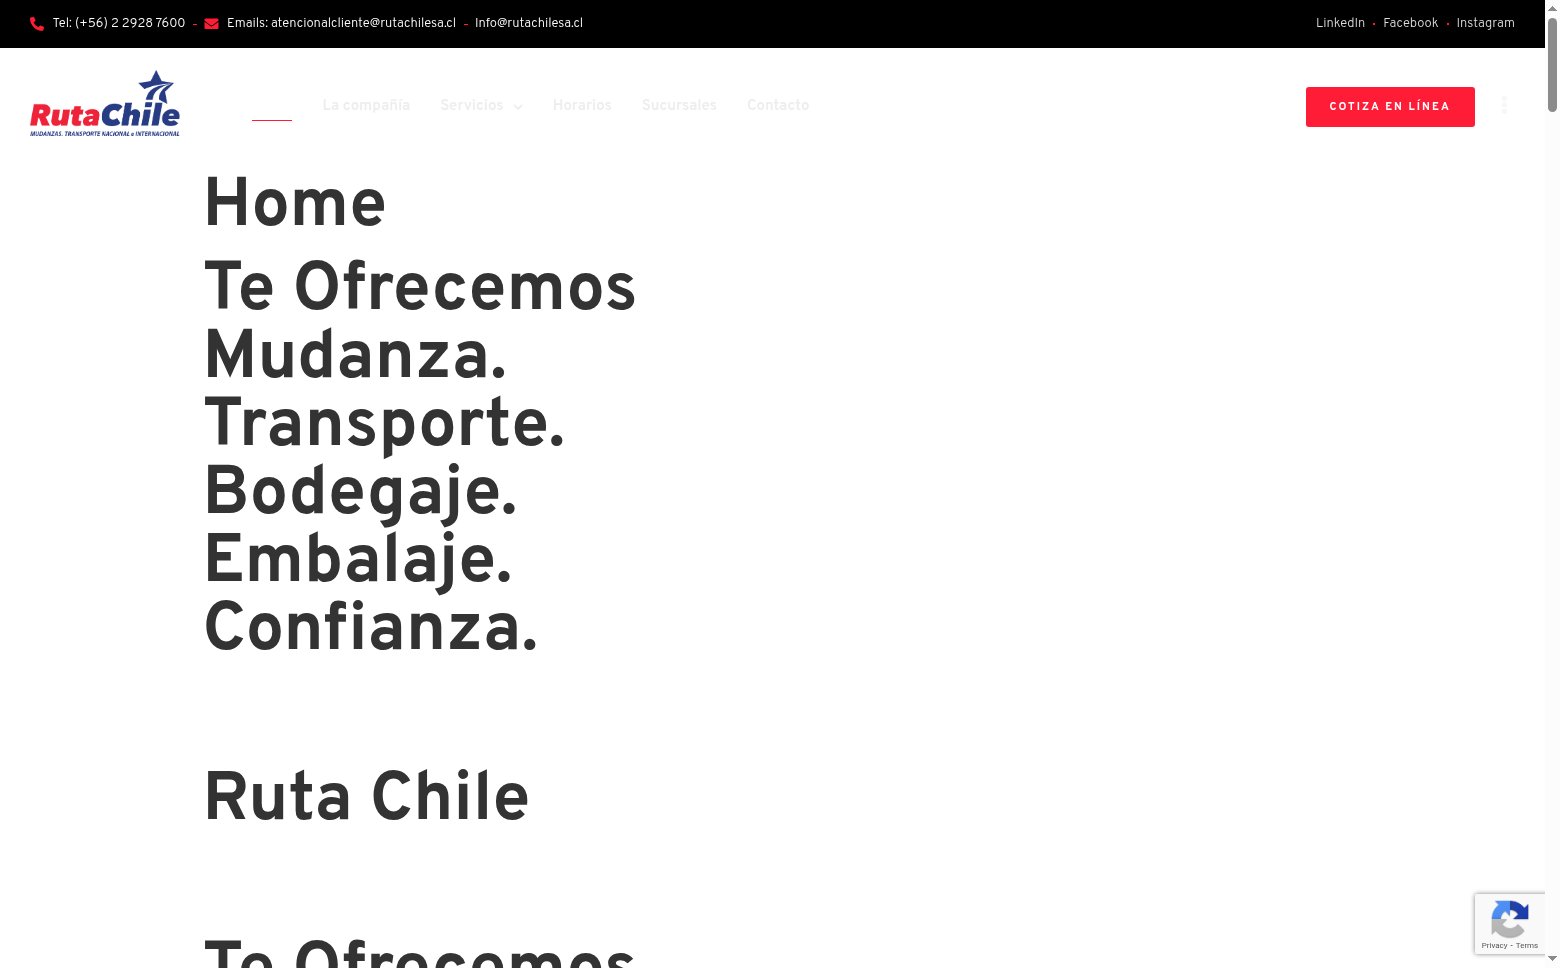 Tel: (+56) 2 2928 7600 - Emails: atencionalcliente@rutachilesa.cl - Info@rutachilesa.cl
LinkedIn • Facebook • Instagram
RutaChile
MUDANZAS. TRANSPORTE NACIONAL e INTERNACIONAL
La compañía Servicios Horarios Sucursales Contacto
COTIZA EN LÍNEA
Home
Te Ofrecemos
Mudanza.
Transporte.
Bodegaje.
Embalaje.
Confianza.
Ruta Chile
Te Ofrecemos
Privacy - Terms